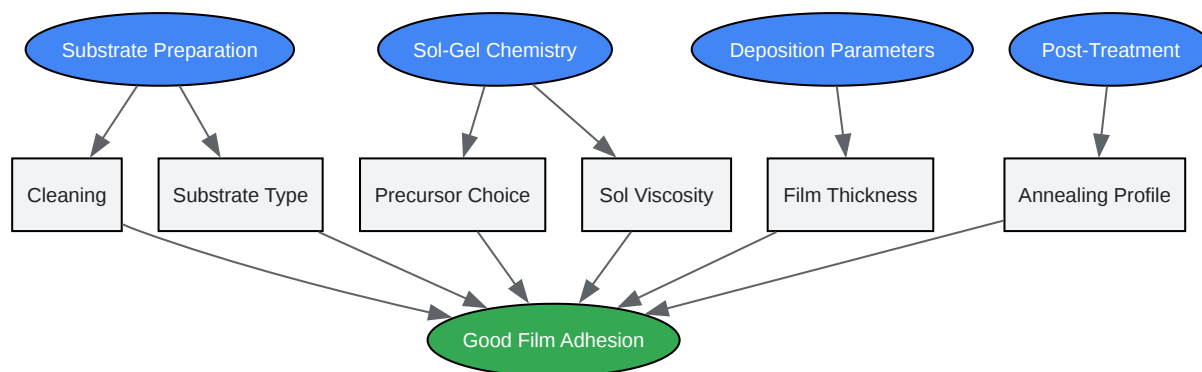 Substrate Preparation
Sol-Gel Chemistry
Deposition Parameters
Post-Treatment
Cleaning
Substrate Type
Precursor Choice
Sol Viscosity
Film Thickness
Annealing Profile
Good Film Adhesion